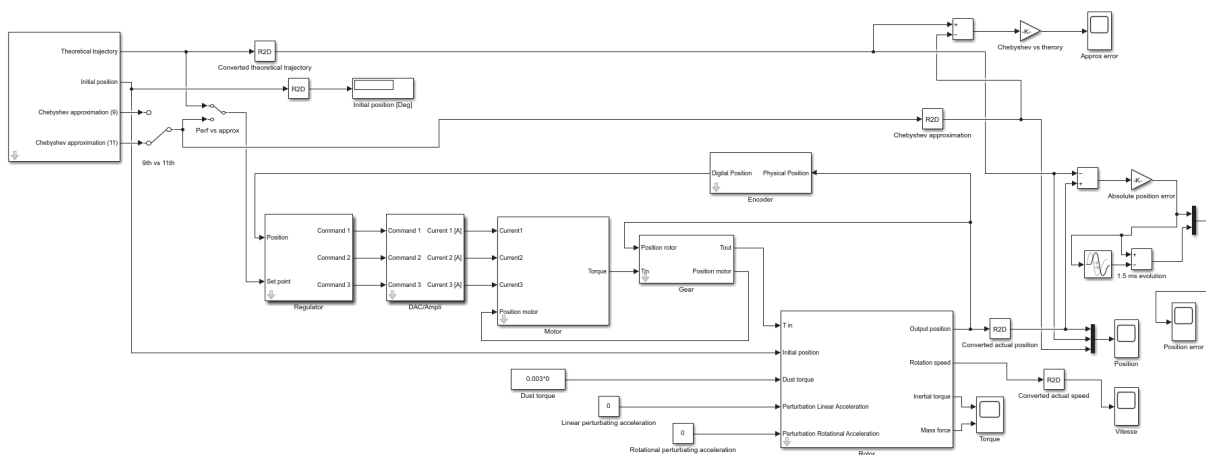 Theoretical trajectory
Initial position
Chebyshev approximation (9)
Chebyshev approximation (11)
R2D
Converted theoretical trajectory
R2D
Initial position [Deg]
Perf vs approx
9th vs 11th
-K-
Chebyshev vs therory
Approx error
R2D
Chebyshev approximation
Digital Position
Physical Position
Encoder
-K-
Absolute position error
1.5 ms evolution
Position
Set point
Command 1
Command 2
Command 3
Regulator
Command 1
Command 2
Command 3
Current 1 [A]
Current 2 [A]
Current 3 [A]
DAC/Ampli
Current1
Current2
Current3
Position motor
Torque
Motor
Position rotor
Tin
Tout
Position motor
Gear
T in
Initial position
Dust torque
Perturbation Linear Acceleration
Perturbation Rotational Acceleration
Output position
Rotation speed
Inertial torque
Mass force
Rotor
0.003*0
Dust torque
0
Linear perturbating acceleration
0
Rotational perturbating acceleration
R2D
Converted actual position
R2D
Converted actual speed
Torque
Position
Vitesse
Position error